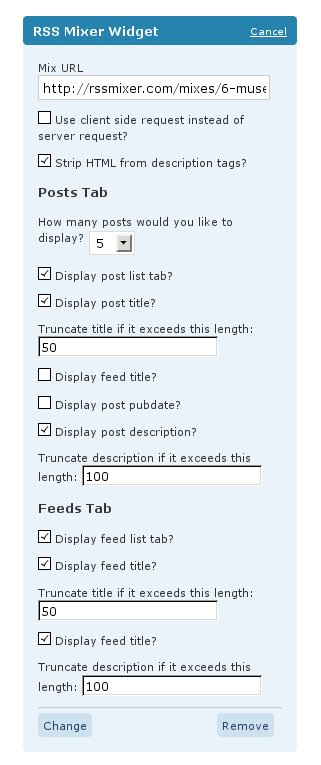 RSS Mixer Widget Cancel
Mix URL
http://rssmixer.com/mixes/6-muse
Use client side request instead of
server request?
Strip HTML from description tags?
Posts Tab
How many posts would you like to
display? 5
Display post list tab?
Display post title?
Truncate title if it exceeds this length:
50
Display feed title?
Display post pubdate?
Display post description?
Truncate description if it exceeds this
length: 100
Feeds Tab
Display feed list tab?
Display feed title?
Truncate title if it exceeds this length:
50
Display feed title?
Truncate description if it exceeds this
length: 100
Change Remove